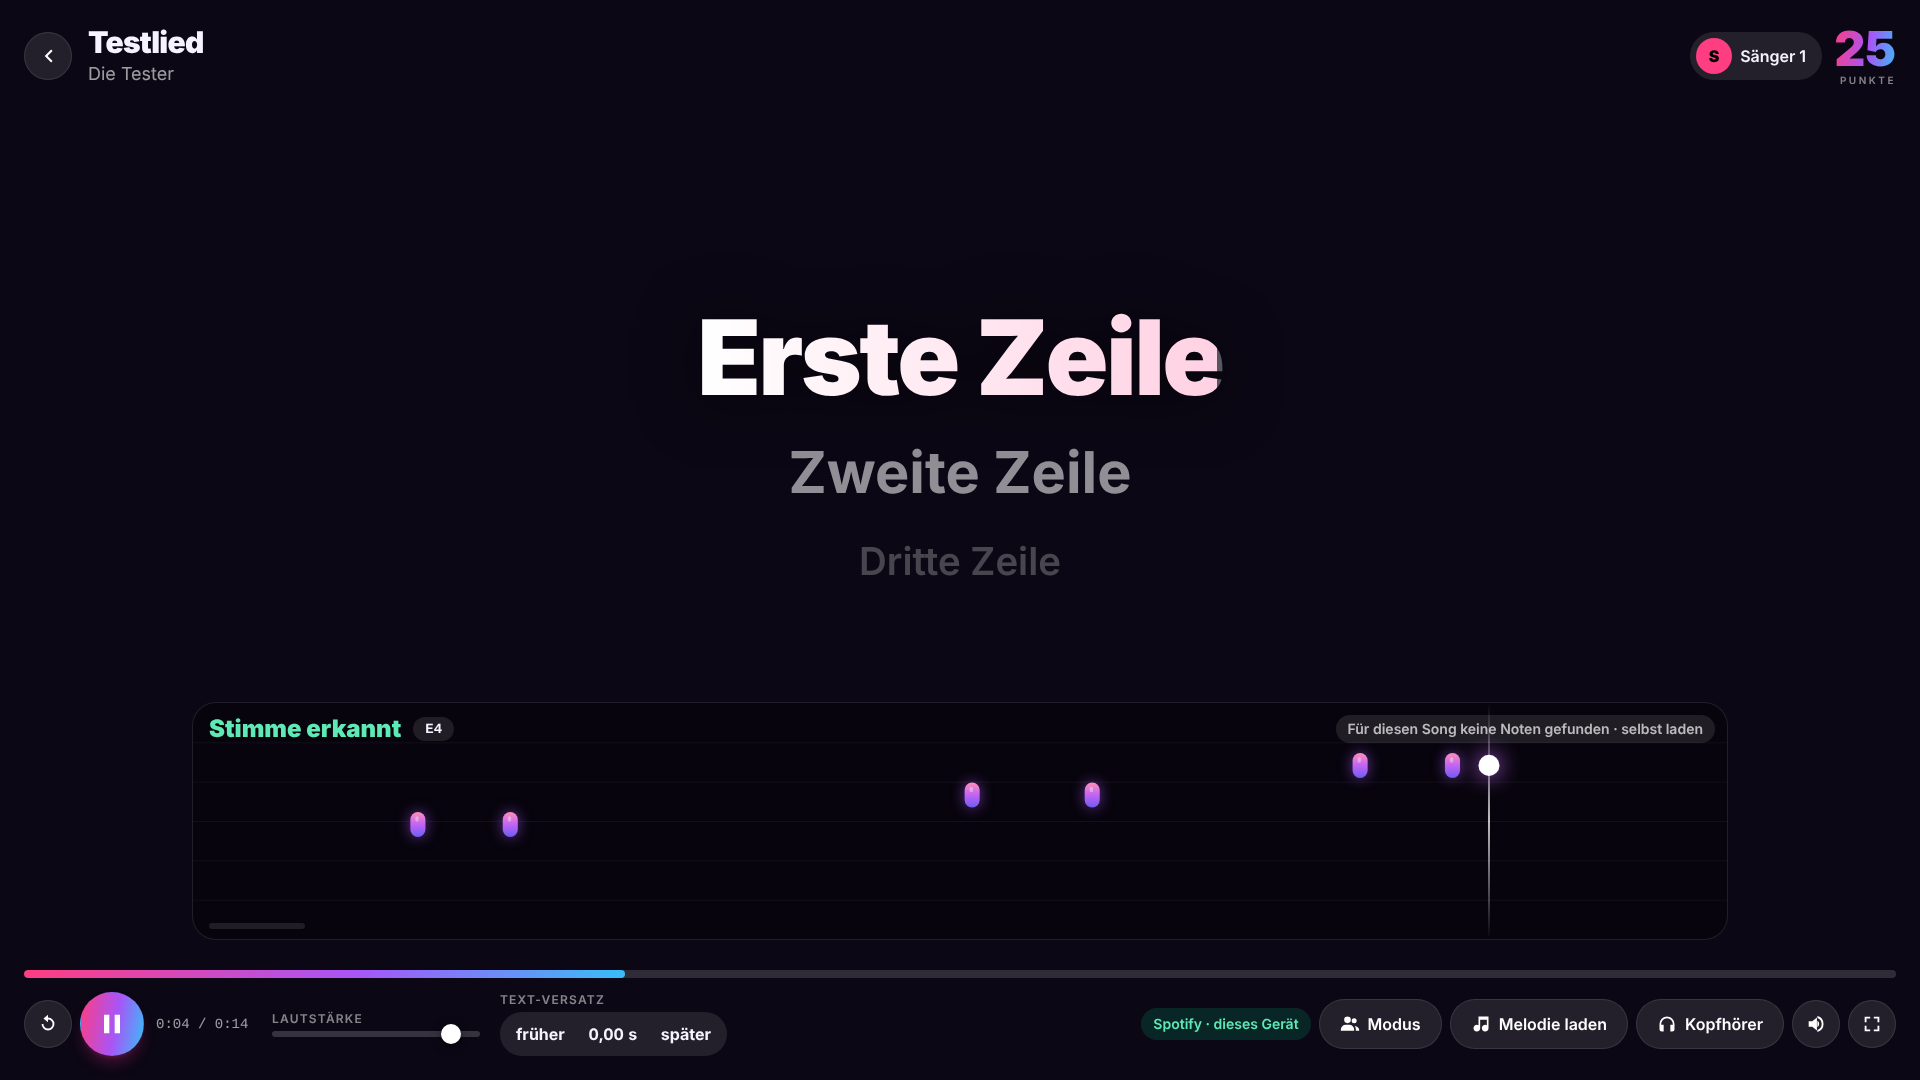 Testlied
Die Tester
S
Sänger 1
25
PUNKTE
Erste Zeile
Zweite Zeile
Dritte Zeile
Stimme erkannt
E4
Für diesen Song keine Noten gefunden · selbst laden
0:04 / 0:14
LAUTSTÄRKE
TEXT-VERSATZ
früher 0,00 s später
Spotify · dieses Gerät
Modus
Melodie laden
Kopfhörer